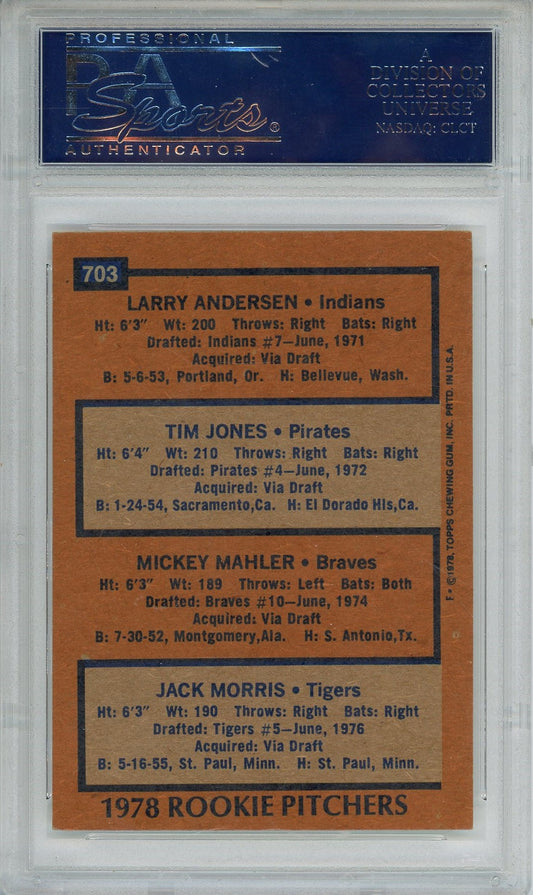 PROFESSIONAL
PSA
Sports®
AUTHENTICATOR
A
DIVISION OF
COLLECTORS
UNIVERSE
NASDAQ: CLCT
703
LARRY ANDERSEN • Indians
Ht: 6'3" Wt: 200 Throws: Right Bats: Right
Drafted: Indians #7—June, 1971
Acquired: Via Draft
B: 5-6-53, Portland, Or. H: Bellevue, Wash.
TIM JONES • Pirates
Ht: 6'4" Wt: 210 Throws: Right Bats: Right
Drafted: Pirates #4—June, 1972
Acquired: Via Draft
B: 1-24-54, Sacramento,Ca. H: El Dorado Hls,Ca.
MICKEY MAHLER • Braves
Ht: 6'3" Wt: 189 Throws: Left Bats: Both
Drafted: Braves #10—June, 1974
Acquired: Via Draft
B: 7-30-52, Montgomery,Ala. H: S. Antonio,Tx.
JACK MORRIS • Tigers
Ht: 6'3" Wt: 190 Throws: Right Bats: Right
Drafted: Tigers #5—June, 1976
Acquired: Via Draft
B: 5-16-55, St. Paul, Minn. H: St. Paul, Minn.
1978 ROOKIE PITCHERS
F• ©1978, TOPPS CHEWING GUM, INC. PRTD. IN U.S.A.